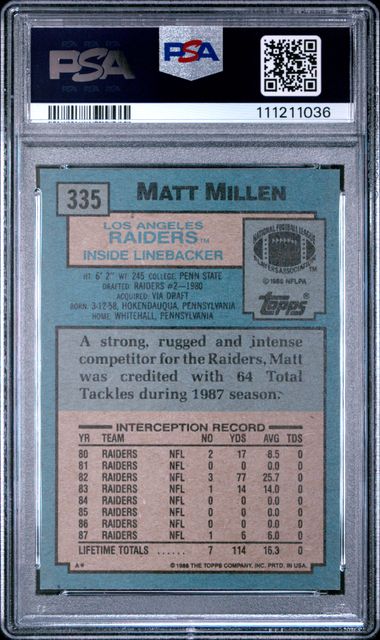 PSA
PSA
111211036
335
MATT MILLEN
LOS ANGELES
RAIDERS™
INSIDE LINEBACKER
NATIONAL FOOTBALL LEAGUE
PLAYERS ASSOCIATION
© 1988 NFLPA
topps
HT: 6' 2" WT: 245 COLLEGE: PENN STATE
DRAFTED: RAIDERS #2—1980
ACQUIRED: VIA DRAFT
BORN: 3-12-58, HOKENDAUQUA, PENNSYLVANIA
HOME: WHITEHALL, PENNSYLVANIA
A strong, rugged and intense
competitor for the Raiders, Matt
was credited with 64 Total
Tackles during 1987 season.
INTERCEPTION RECORD
YR TEAM NO YDS AVG TDS
80 RAIDERS NFL 2 17 8.5 0
81 RAIDERS NFL 0 0 0 0
82 RAIDERS NFL 3 77 25.7 0
83 RAIDERS NFL 1 14 14.0 0
84 RAIDERS NFL 0 0 0 0
85 RAIDERS NFL 0 0 0 0
86 RAIDERS NFL 0 0 0 0
87 RAIDERS NFL 1 6 6.0 0
LIFETIME TOTALS ...... 7 114 16.3 0
A* © 1988 THE TOPPS COMPANY, INC. PRTD. IN USA.